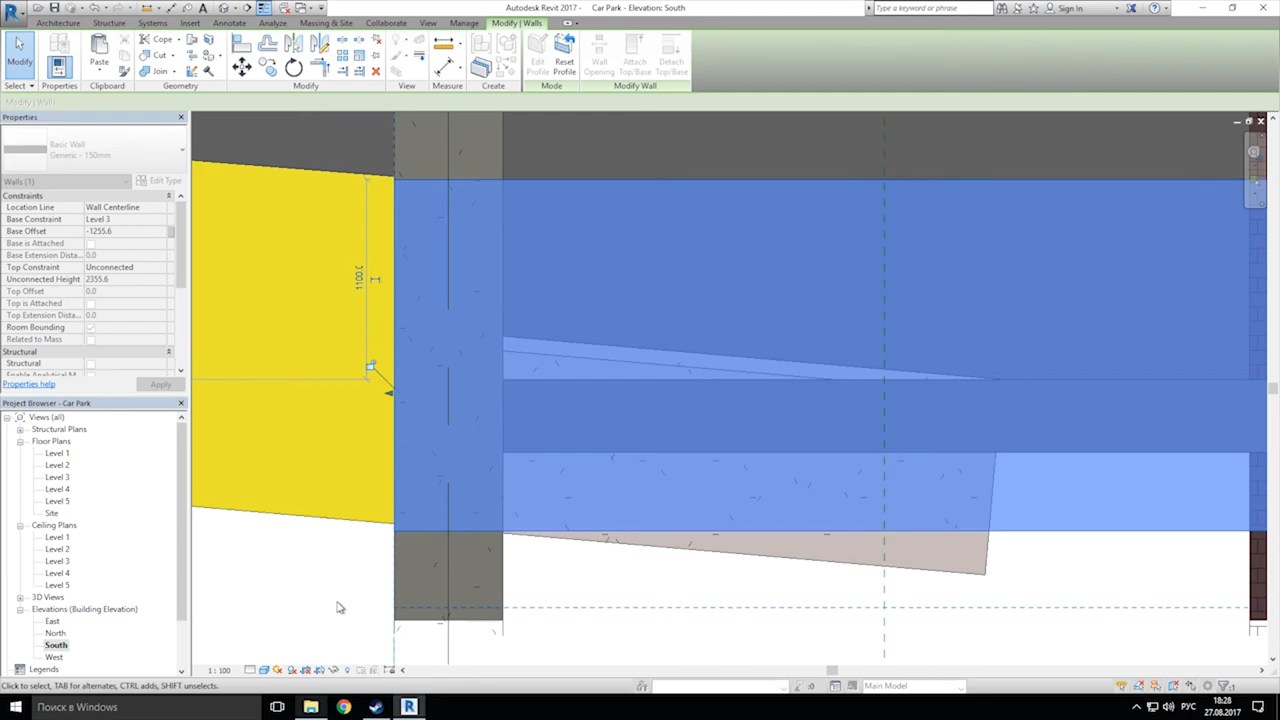 Autodesk Revit 2017 - Car Park - Elevation: South
Type a keyword or phrase
Sign In
Architecture Structure Systems Insert Annotate Analyze Massing & Site Collaborate View Manage Modify | Walls
Modify
Paste
Cope
Cut
Join
Edit Profile
Reset Profile
Wall Opening
Attach Top/Base
Detach Top/Base
Select Properties Clipboard Geometry Modify View Measure Create Mode Modify Wall
Modify | Walls
Properties
Basic Wall
Generic - 150mm
Walls (1)
Edit Type
Constraints
Location Line Wall Centerline
Base Constraint Level 3
Base Offset -1255.6
Base is Attached
Base Extension Dista... 0.0
Top Constraint Unconnected
Unconnected Height 2355.6
Top Offset 0.0
Top is Attached
Top Extension Distan... 0.0
Room Bounding
Related to Mass
Structural
Structural
Enable Analytical M...
Properties help
Apply
1100.0
Project Browser - Car Park
Views (all)
Structural Plans
Floor Plans
Level 1
Level 2
Level 3
Level 4
Level 5
Site
Ceiling Plans
Level 1
Level 2
Level 3
Level 4
Level 5
3D Views
Elevations (Building Elevation)
East
North
South
West
Legends
1 : 100
Click to select, TAB for alternates, CTRL adds, SHIFT unselects.
:0
Main Model
:1
Поиск в Windows
РУС
18:28
27.08.2017